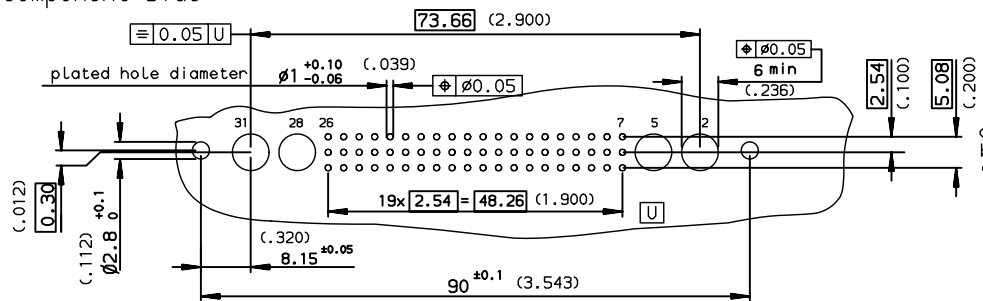 73.66 (2.900)
⌯ 0.05 U
⌖ ø0.05
6 min
(.236)
plated hole diameter ø1 +0.10 -0.06 (.039)
⌖ ø0.05
2.54 (.100)
5.08 (.200)
31 28 26 7 5 2
0.30 (.012)
ø2.8 +0.1 0 (.112)
19x 2.54 = 48.26 (1.900)
U
(.320)
8.15 ±0.05
90 ±0.1 (3.543)